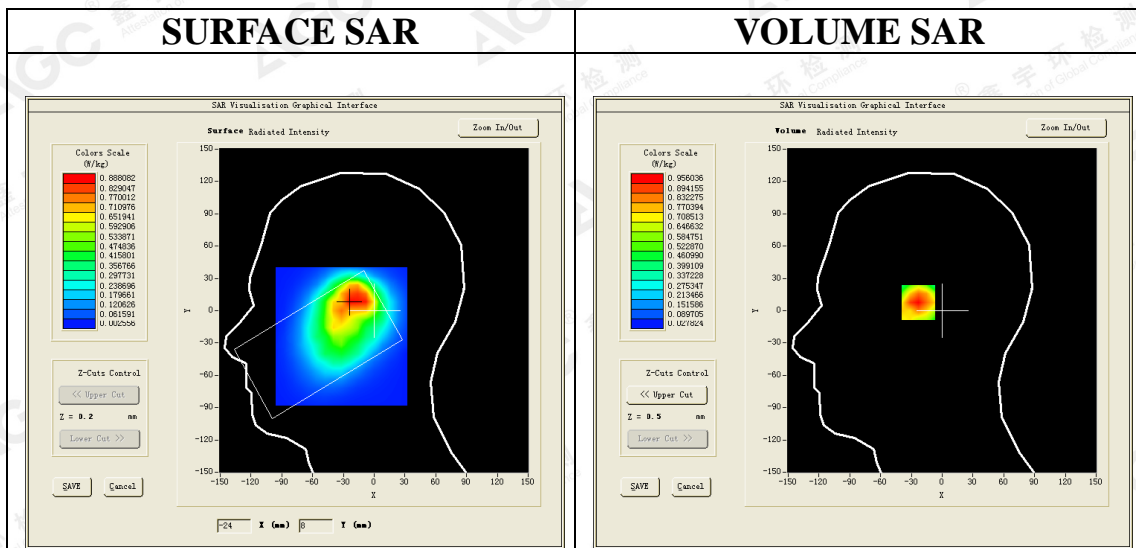 SURFACE SAR
VOLUME SAR
SAR Visualisation Graphical Interface
Surface Radiated Intensity
Zoom In/Out
Colors Scale
(W/kg)
0.888082
0.829047
0.770012
0.710976
0.651941
0.592906
0.533871
0.474836
0.415801
0.356766
0.297731
0.238696
0.179661
0.120626
0.061591
0.002556
Z-Cuts Control
<< Upper Cut
Z = 0.2 mm
Lower Cut >>
SAVE
Cancel
150
120
90
60
30
0
-30
-60
-90
-120
-150
Y
-150 -120 -90 -60 -30 0 30 60 90 120 150
X
-24 X (mm) 8 Y (mm)
SAR Visualisation Graphical Interface
Volume Radiated Intensity
Zoom In/Out
Colors Scale
(W/kg)
0.956036
0.894155
0.832275
0.770394
0.708513
0.646632
0.584751
0.522870
0.460990
0.399109
0.337228
0.275347
0.213466
0.151586
0.089705
0.027824
Z-Cuts Control
<< Upper Cut
Z = 0.5 mm
Lower Cut >>
SAVE
Cancel
150
120
90
60
30
0
-30
-60
-90
-120
-150
Y
-150 -120 -90 -60 -30 0 30 60 90 120 150
X